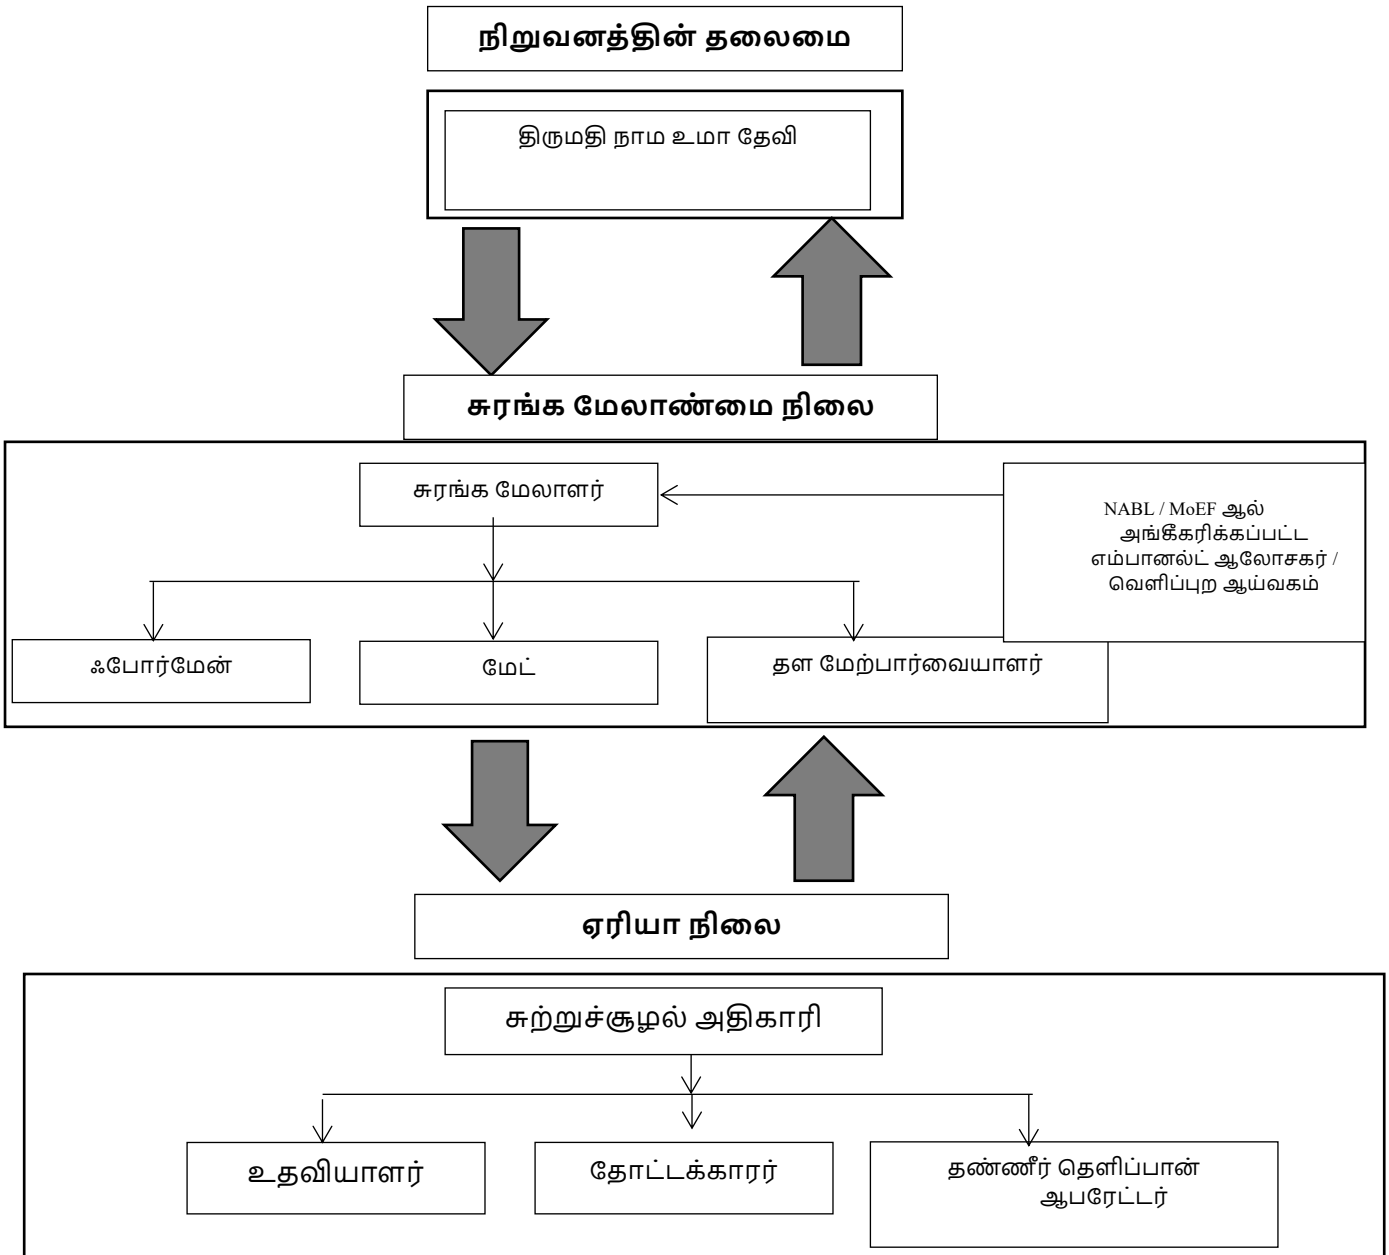 நிறுவனத்தின் தலைமை
திருமதி நாம உமா தேவி
சுரங்க மேலாண்மை நிலை
சுரங்க மேலாளர்
NABL / MoEF ஆல்
அங்கீகரிக்கப்பட்ட
எம்பானல்ட் ஆலோசகர் /
வெளிப்புற ஆய்வகம்
ஃபோர்மேன்
மேட்
தள மேற்பார்வையாளர்
ஏரியா நிலை
சுற்றுச்சூழல் அதிகாரி
உதவியாளர்
தோட்டக்காரர்
தண்ணீர் தெளிப்பான்
ஆபரேட்டர்